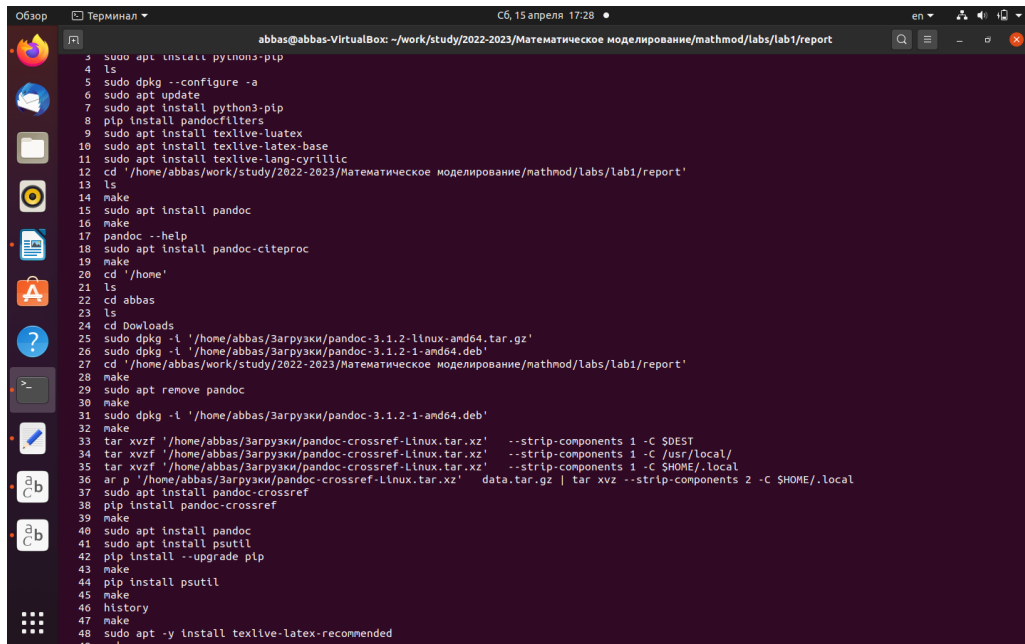 Обзор
Терминал
Сб, 15 апреля 17:28
en
abbas@abbas-VirtualBox: ~/work/study/2022-2023/Математическое моделирование/mathmod/labs/lab1/report
3 sudo apt install python3-pip
4 ls
5 sudo dpkg --configure -a
6 sudo apt update
7 sudo apt install python3-pip
8 pip install pandocfilters
9 sudo apt install texlive-luatex
10 sudo apt install texlive-latex-base
11 sudo apt install texlive-lang-cyrillic
12 cd '/home/abbas/work/study/2022-2023/Математическое моделирование/mathmod/labs/lab1/report'
13 ls
14 make
15 sudo apt install pandoc
16 make
17 pandoc --help
18 sudo apt install pandoc-citeproc
19 make
20 cd '/home'
21 ls
22 cd abbas
23 ls
24 cd Dowloads
25 sudo dpkg -i '/home/abbas/Загрузки/pandoc-3.1.2-linux-amd64.tar.gz'
26 sudo dpkg -i '/home/abbas/Загрузки/pandoc-3.1.2-1-amd64.deb'
27 cd '/home/abbas/work/study/2022-2023/Математическое моделирование/mathmod/labs/lab1/report'
28 make
29 sudo apt remove pandoc
30 make
31 sudo dpkg -i '/home/abbas/Загрузки/pandoc-3.1.2-1-amd64.deb'
32 make
33 tar xvzf '/home/abbas/Загрузки/pandoc-crossref-Linux.tar.xz' --strip-components 1 -C $DEST
34 tar xvzf '/home/abbas/Загрузки/pandoc-crossref-Linux.tar.xz' --strip-components 1 -C /usr/local/
35 tar xvzf '/home/abbas/Загрузки/pandoc-crossref-Linux.tar.xz' --strip-components 1 -C $HOME/.local
36 ar p '/home/abbas/Загрузки/pandoc-crossref-Linux.tar.xz' data.tar.gz | tar xvz --strip-components 2 -C $HOME/.local
37 sudo apt install pandoc-crossref
38 pip install pandoc-crossref
39 make
40 sudo apt install pandoc
41 sudo apt install psutil
42 pip install --upgrade pip
43 make
44 pip install psutil
45 make
46 history
47 make
48 sudo apt -y install texlive-latex-recommended